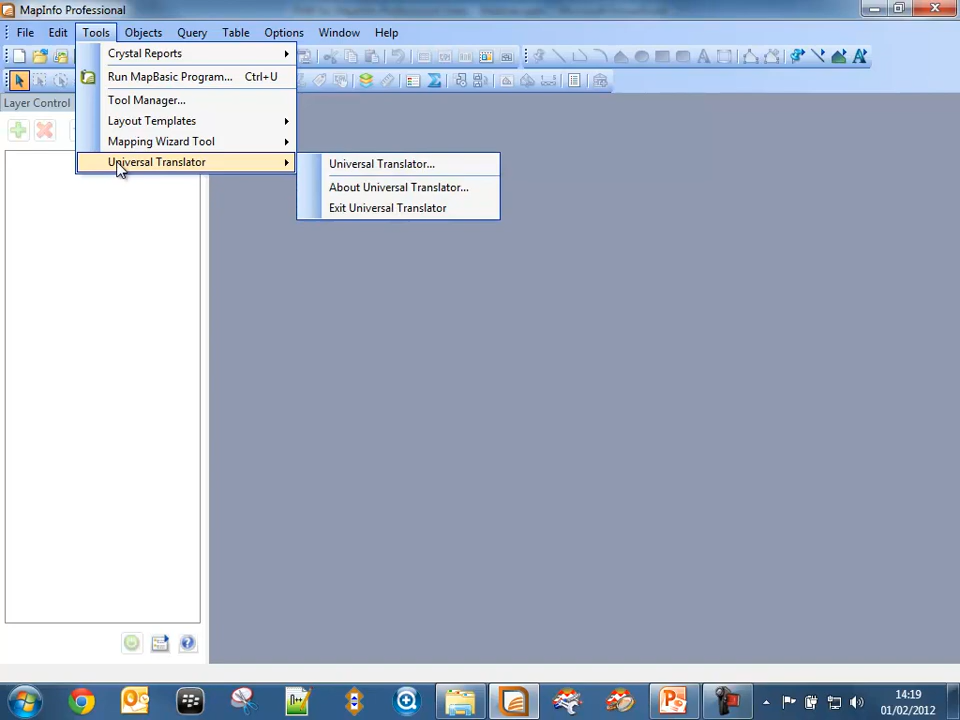 MapInfo Professional
File Edit Tools Objects Query Table Options Window Help
Crystal Reports
Run MapBasic Program... Ctrl+U
Tool Manager...
Layout Templates
Mapping Wizard Tool
Universal Translator
Universal Translator...
About Universal Translator...
Exit Universal Translator
Layer Control
14:19
01/02/2012